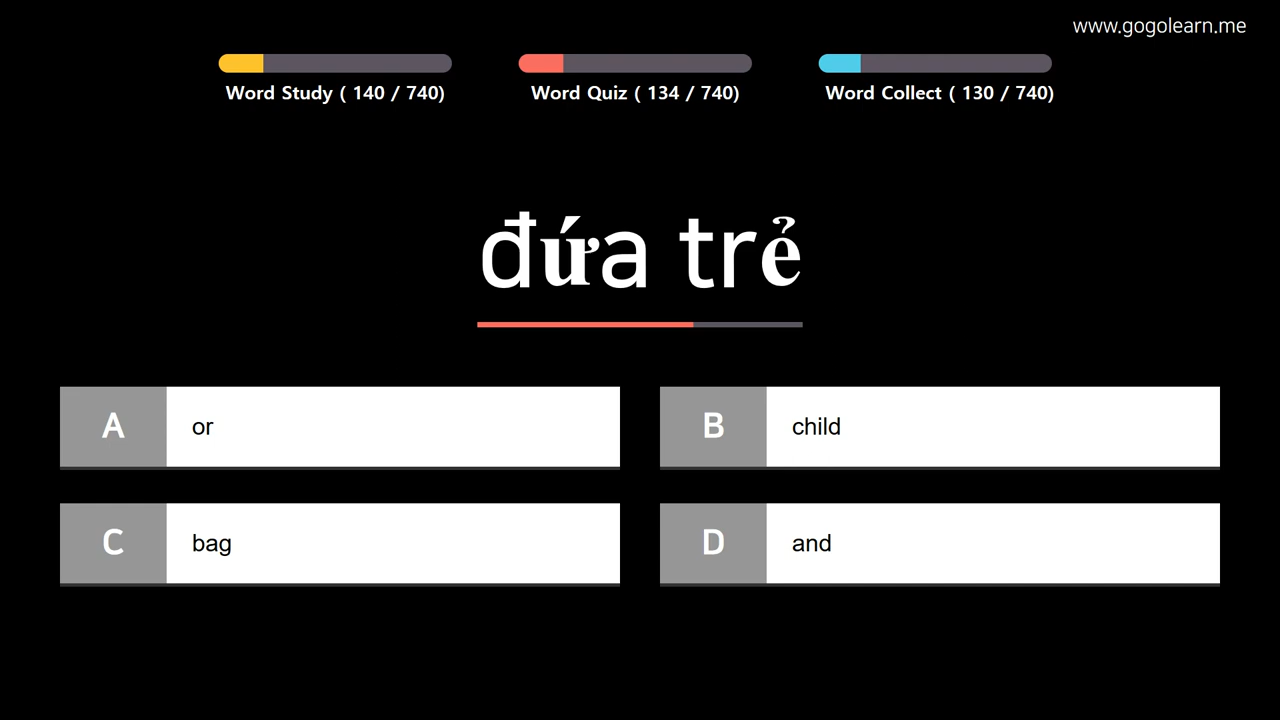 www.gogolearn.me
Word Study ( 140 / 740)
Word Quiz ( 134 / 740)
Word Collect ( 130 / 740)
đứa trẻ
A or
B child
C bag
D and